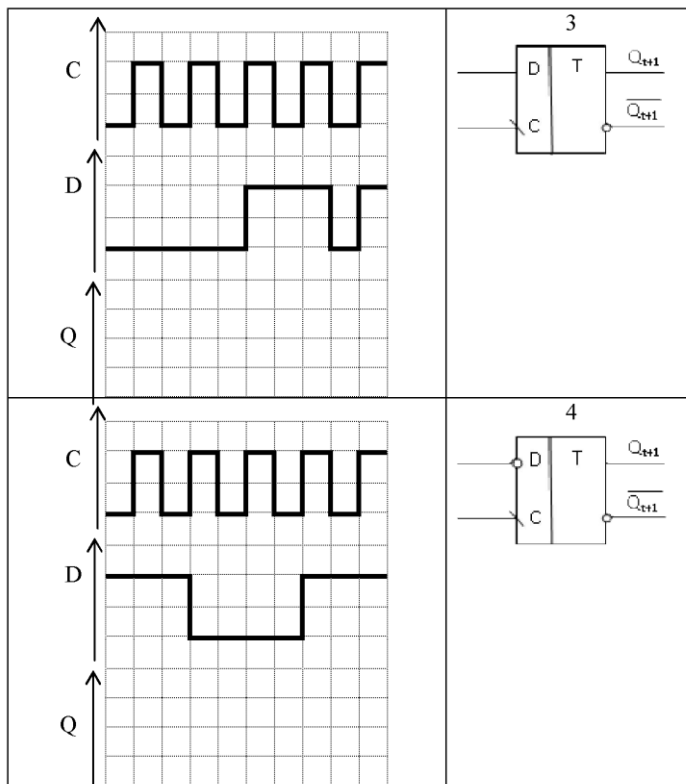 C
D
Q
3
D T Q_{t+1}
C \overline{Q_{t+1}}
C
D
Q
4
D T Q_{t+1}
C \overline{Q_{t+1}}